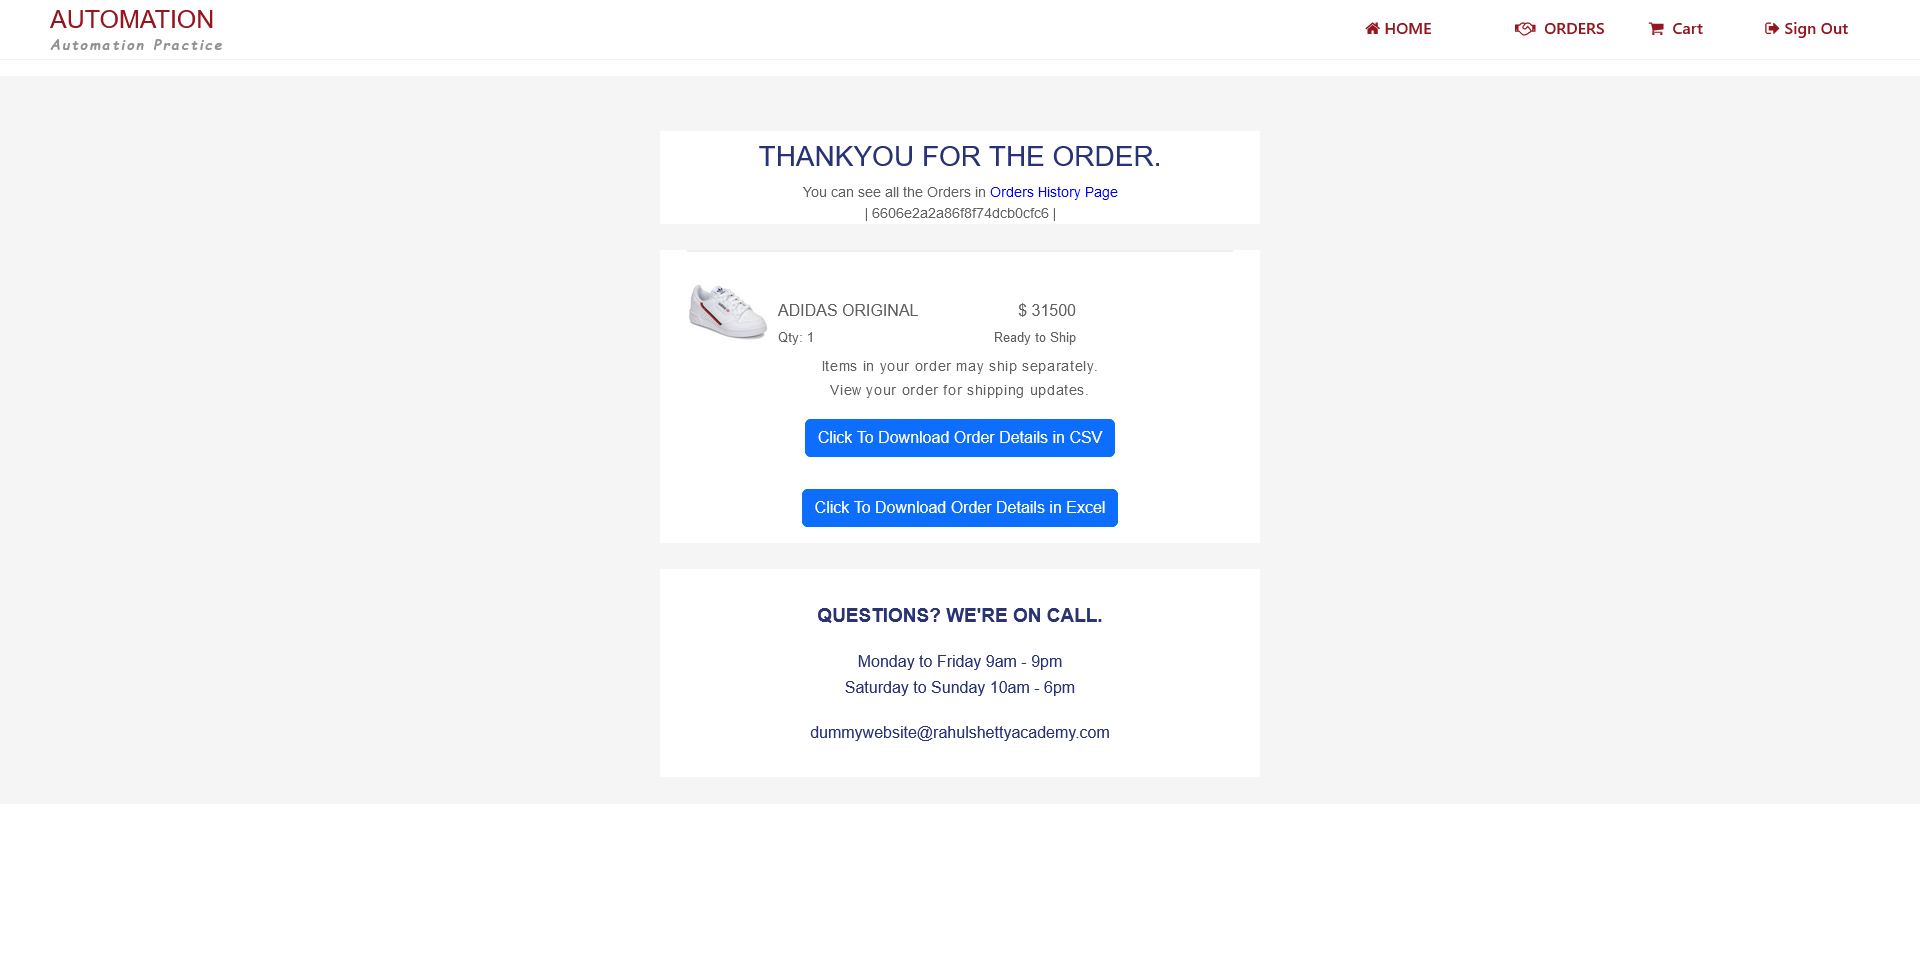 AUTOMATION
Automation Practice
HOME
ORDERS
Cart
Sign Out
THANKYOU FOR THE ORDER.
You can see all the Orders in Orders History Page
| 6606e2a2a86f8f74dcb0cfc6 |
ADIDAS ORIGINAL
$ 31500
Qty: 1
Ready to Ship
Items in your order may ship separately.
View your order for shipping updates.
Click To Download Order Details in CSV
Click To Download Order Details in Excel
QUESTIONS? WE'RE ON CALL.
Monday to Friday 9am - 9pm
Saturday to Sunday 10am - 6pm
dummywebsite@rahulshettyacademy.com